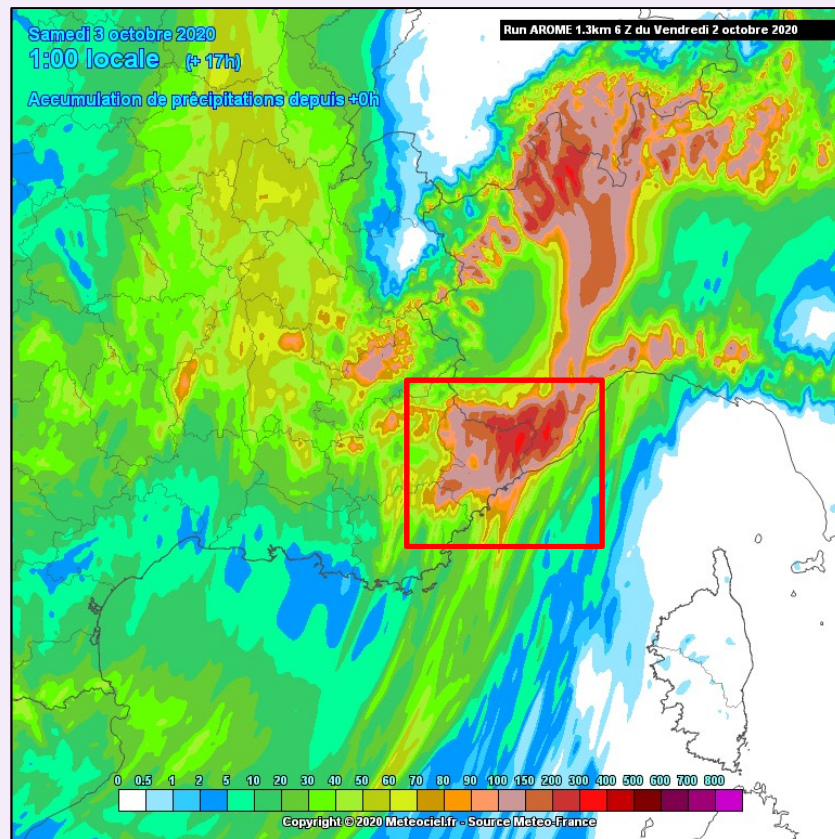 Samedi 3 octobre 2020
Run AROME 1.3km 6 Z du Vendredi 2 octobre 2020
1:00 locale (+ 17h)
Accumulation de précipitations depuis +0h
0 0.5 1 2 5 10 20 30 40 50 60 70 80 90 100 150 200 300 400 500 600 700 800
Copyright © 2020 Meteociel.fr - Source Meteo-France